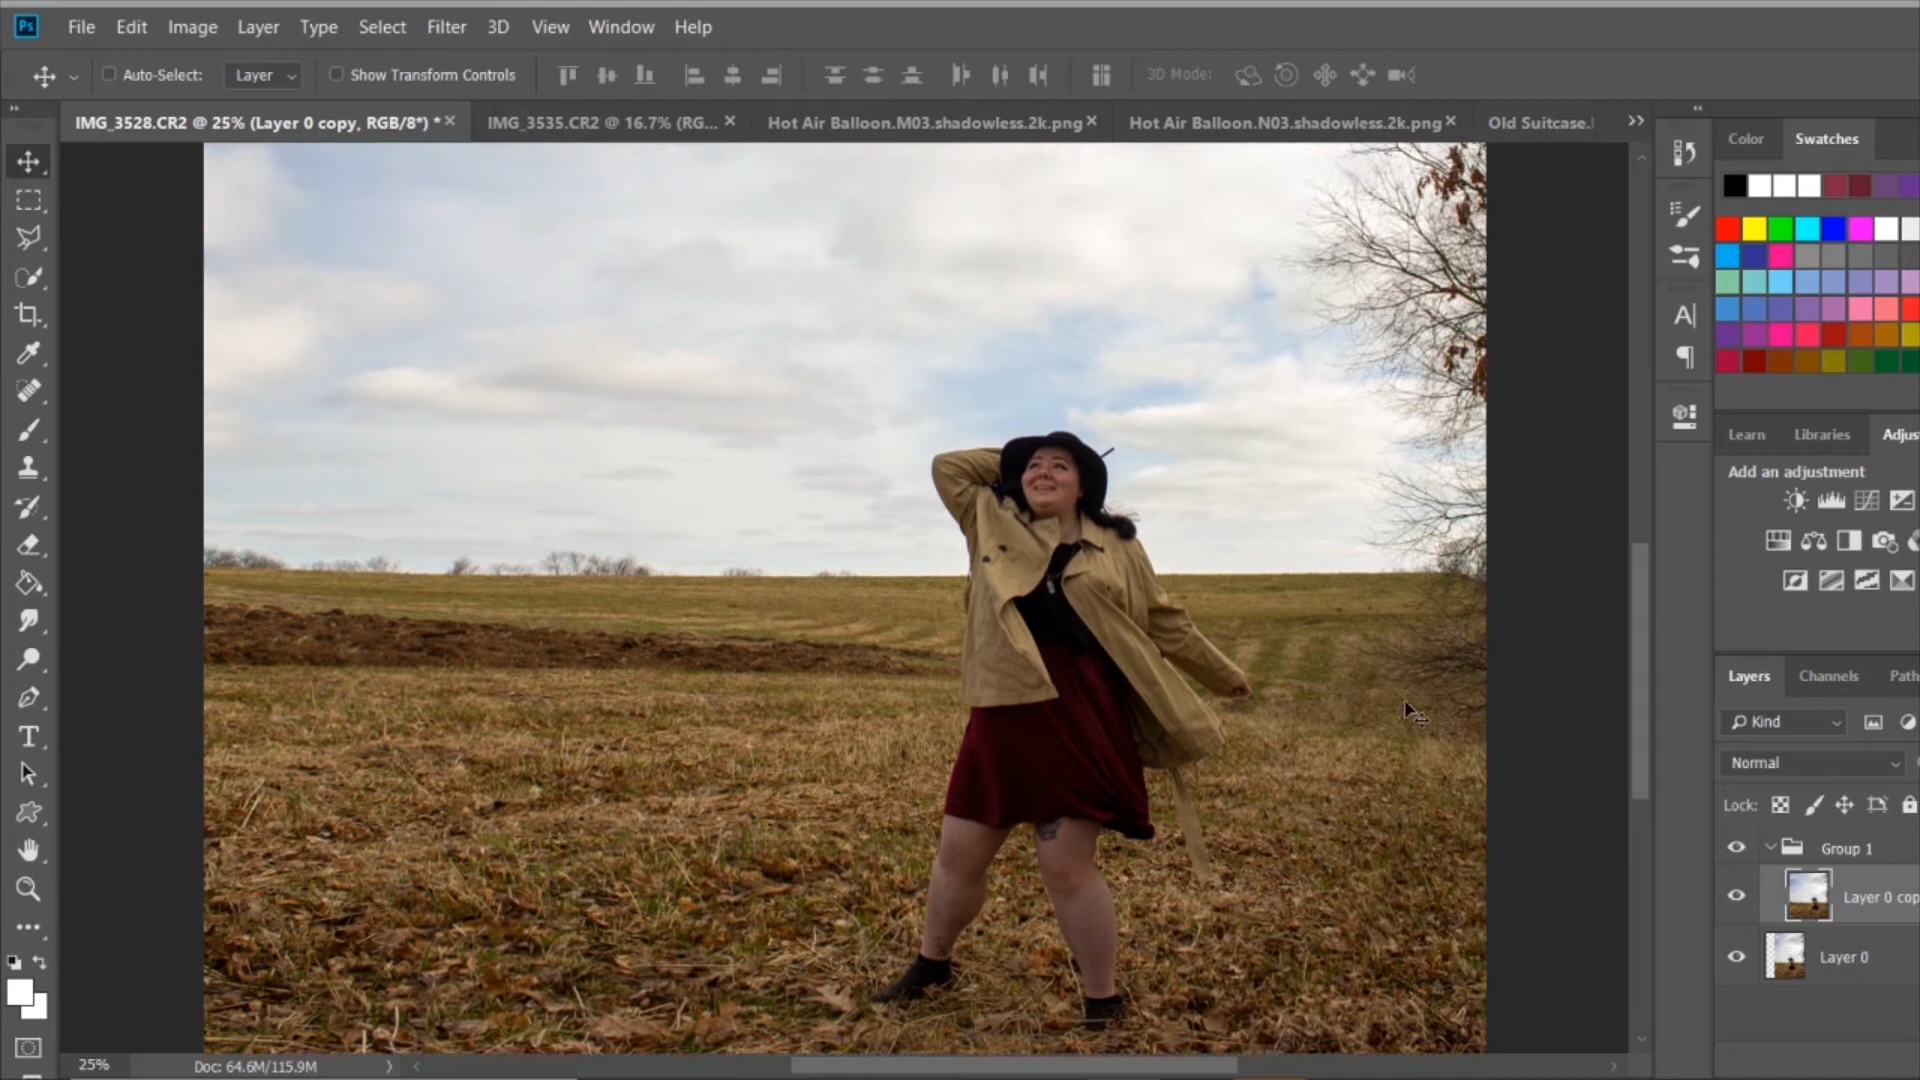 Ps File Edit Image Layer Type Select Filter 3D View Window Help
Auto-Select: Layer Show Transform Controls 3D Mode:
IMG_3528.CR2 @ 25% (Layer 0 copy, RGB/8*) * IMG_3535.CR2 @ 16.7% (RG... Hot Air Balloon.M03.shadowless.2k.png Hot Air Balloon.N03.shadowless.2k.png Old Suitcase.
Color Swatches
Learn Libraries Adjus
Add an adjustment
Layers Channels Path
Kind
Normal
Lock:
Group 1
Layer 0 cop
Layer 0
25% Doc: 64.6M/115.9M